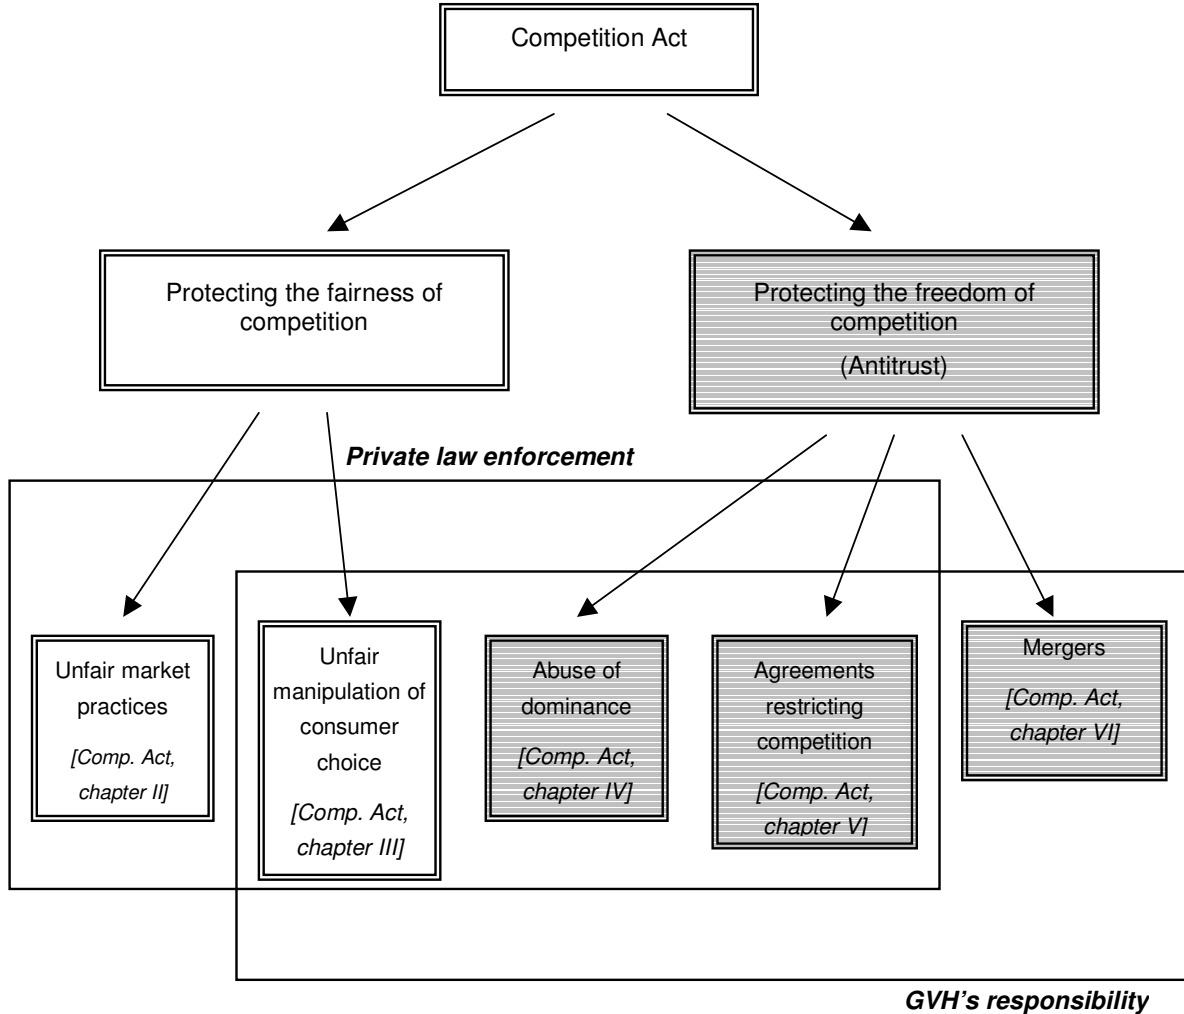 Competition Act
Protecting the fairness of
competition
Protecting the freedom of
competition
(Antitrust)
Private law enforcement
Unfair market
practices
[Comp. Act,
chapter II]
Unfair
manipulation of
consumer
choice
[Comp. Act,
chapter III]
Abuse of
dominance
[Comp. Act,
chapter IV]
Agreements
restricting
competition
[Comp. Act,
chapter V]
Mergers
[Comp. Act,
chapter VI]
GVH's responsibility